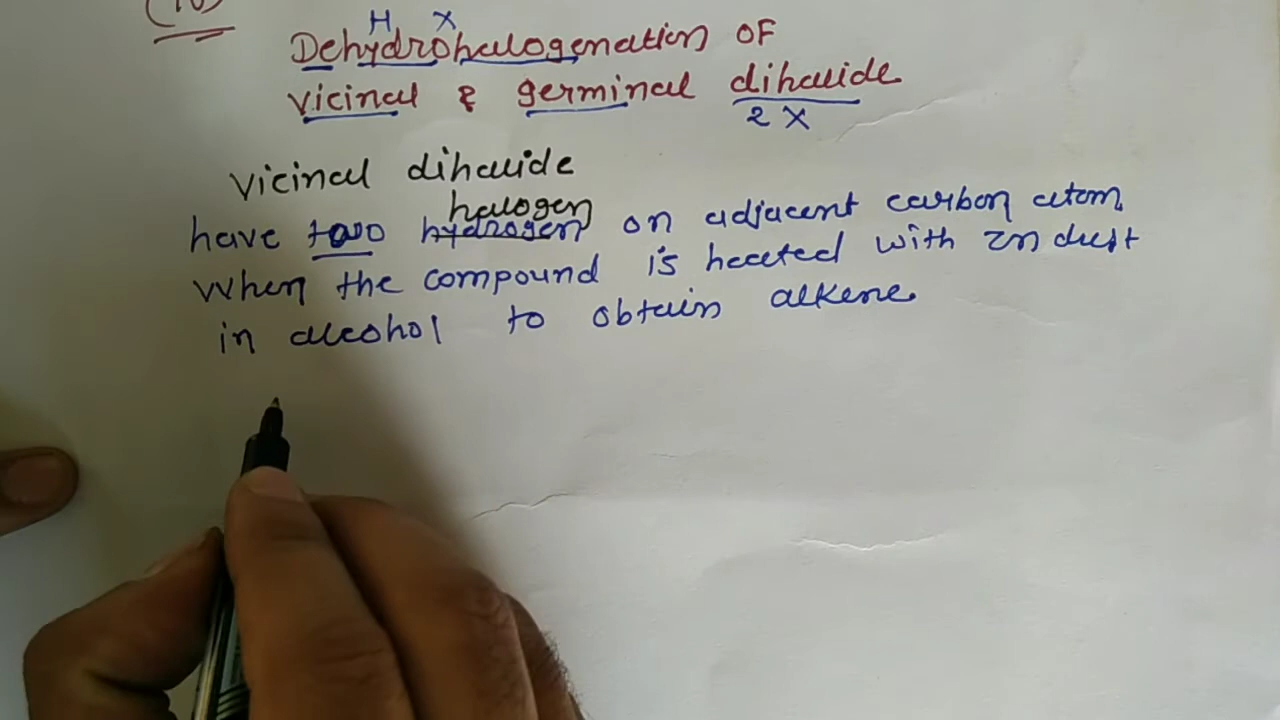 (IV)
H X
Dehydrohalogenation OF
vicinal & germinal dihalide
2 X
vicinal dihalide
halogen
have two hydrogen on adjacent carbon atom
When the compound is heated with zn dust
in alcohol to obtain alkene